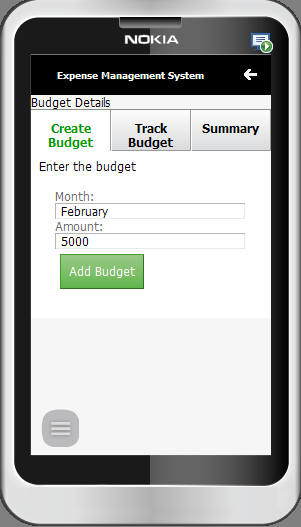 NOKIA
Expense Management System
Budget Details
Create Budget
Track Budget
Summary
Enter the budget
Month:
February
Amount:
5000
Add Budget